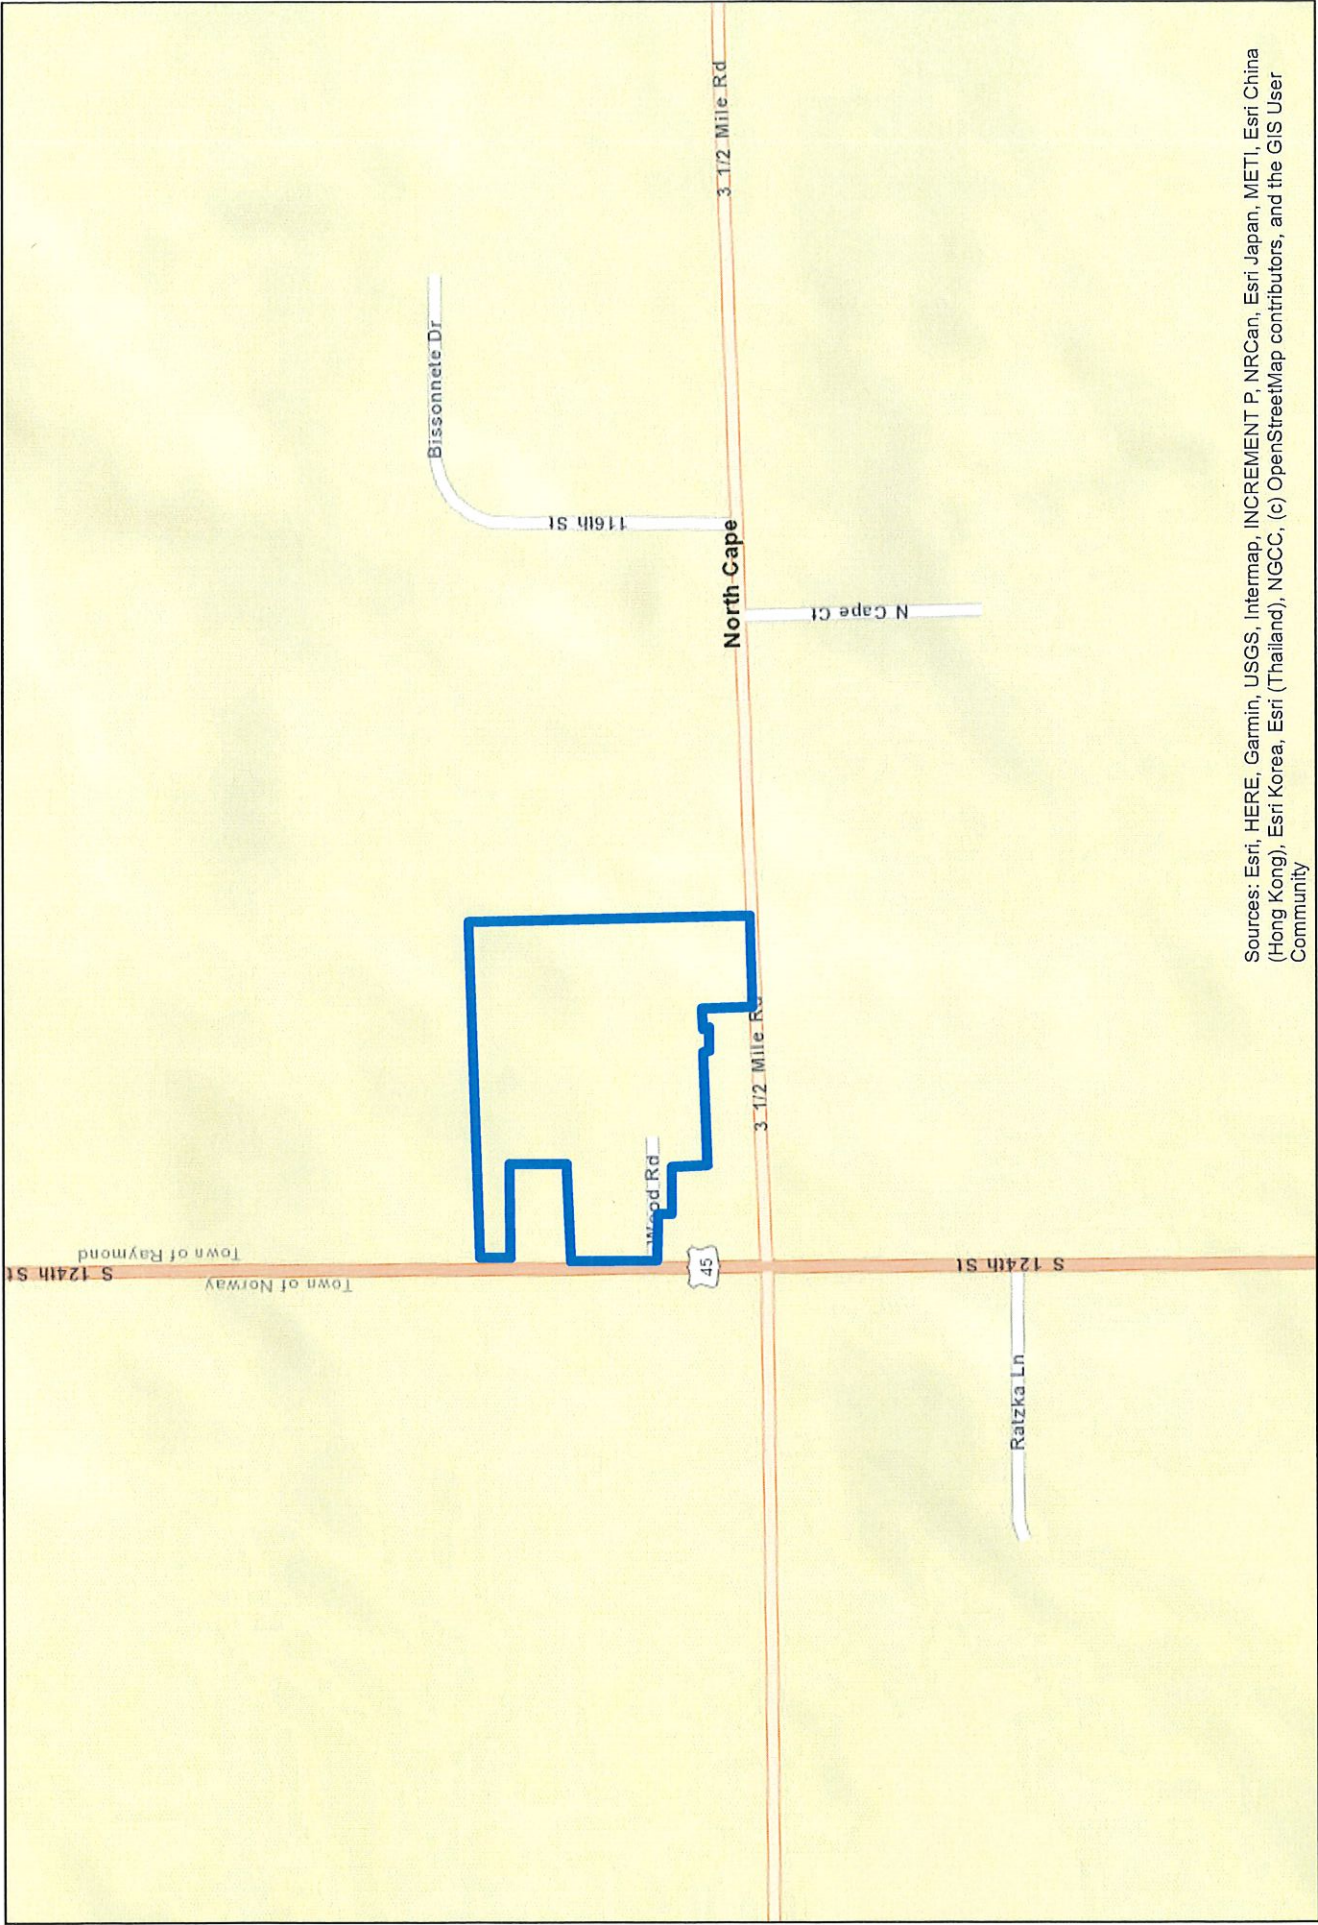 S 124th St
Town of Norway
Town of Raymond
Bissonnete Dr
116th St
Wood Rd
45
North Cape
3 1/2 Mile Rd
3 1/2 Mile Rd
N Cape Ct
S 124th St
Ratzka Ln
Sources: Esri, HERE, Garmin, USGS, Intermap, INCREMENT P, NRCan, Esri Japan, METI, Esri China
(Hong Kong), Esri Korea, Esri (Thailand), NGCC, (c) OpenStreetMap contributors, and the GIS User
Community